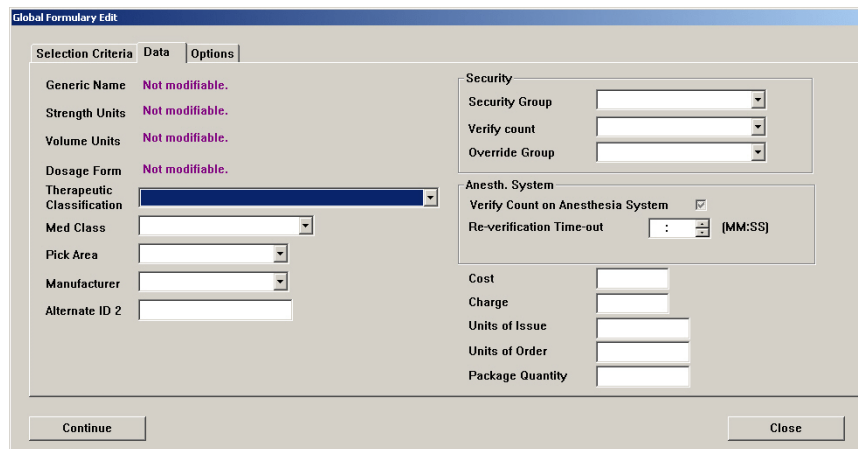 Global Formulary Edit
Selection Criteria Data Options
Generic Name Not modifiable.
Strength Units Not modifiable.
Volume Units Not modifiable.
Dosage Form Not modifiable.
Therapeutic
Classification
Med Class
Pick Area
Manufacturer
Alternate ID 2
Security
Security Group
Verify count
Override Group
Anesth. System
Verify Count on Anesthesia System
Re-verification Time-out : (MM:SS)
Cost
Charge
Units of Issue
Units of Order
Package Quantity
Continue Close